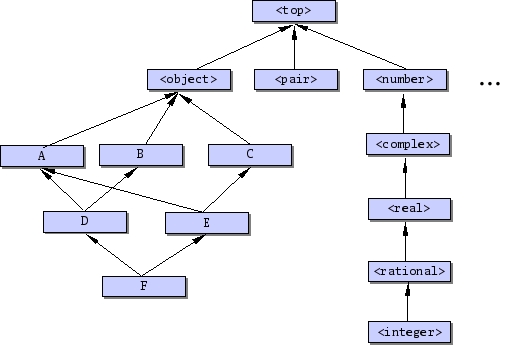 <top>
<object>
<pair>
<number>
...
<complex>
A
B
C
<real>
D
E
<rational>
F
<integer>